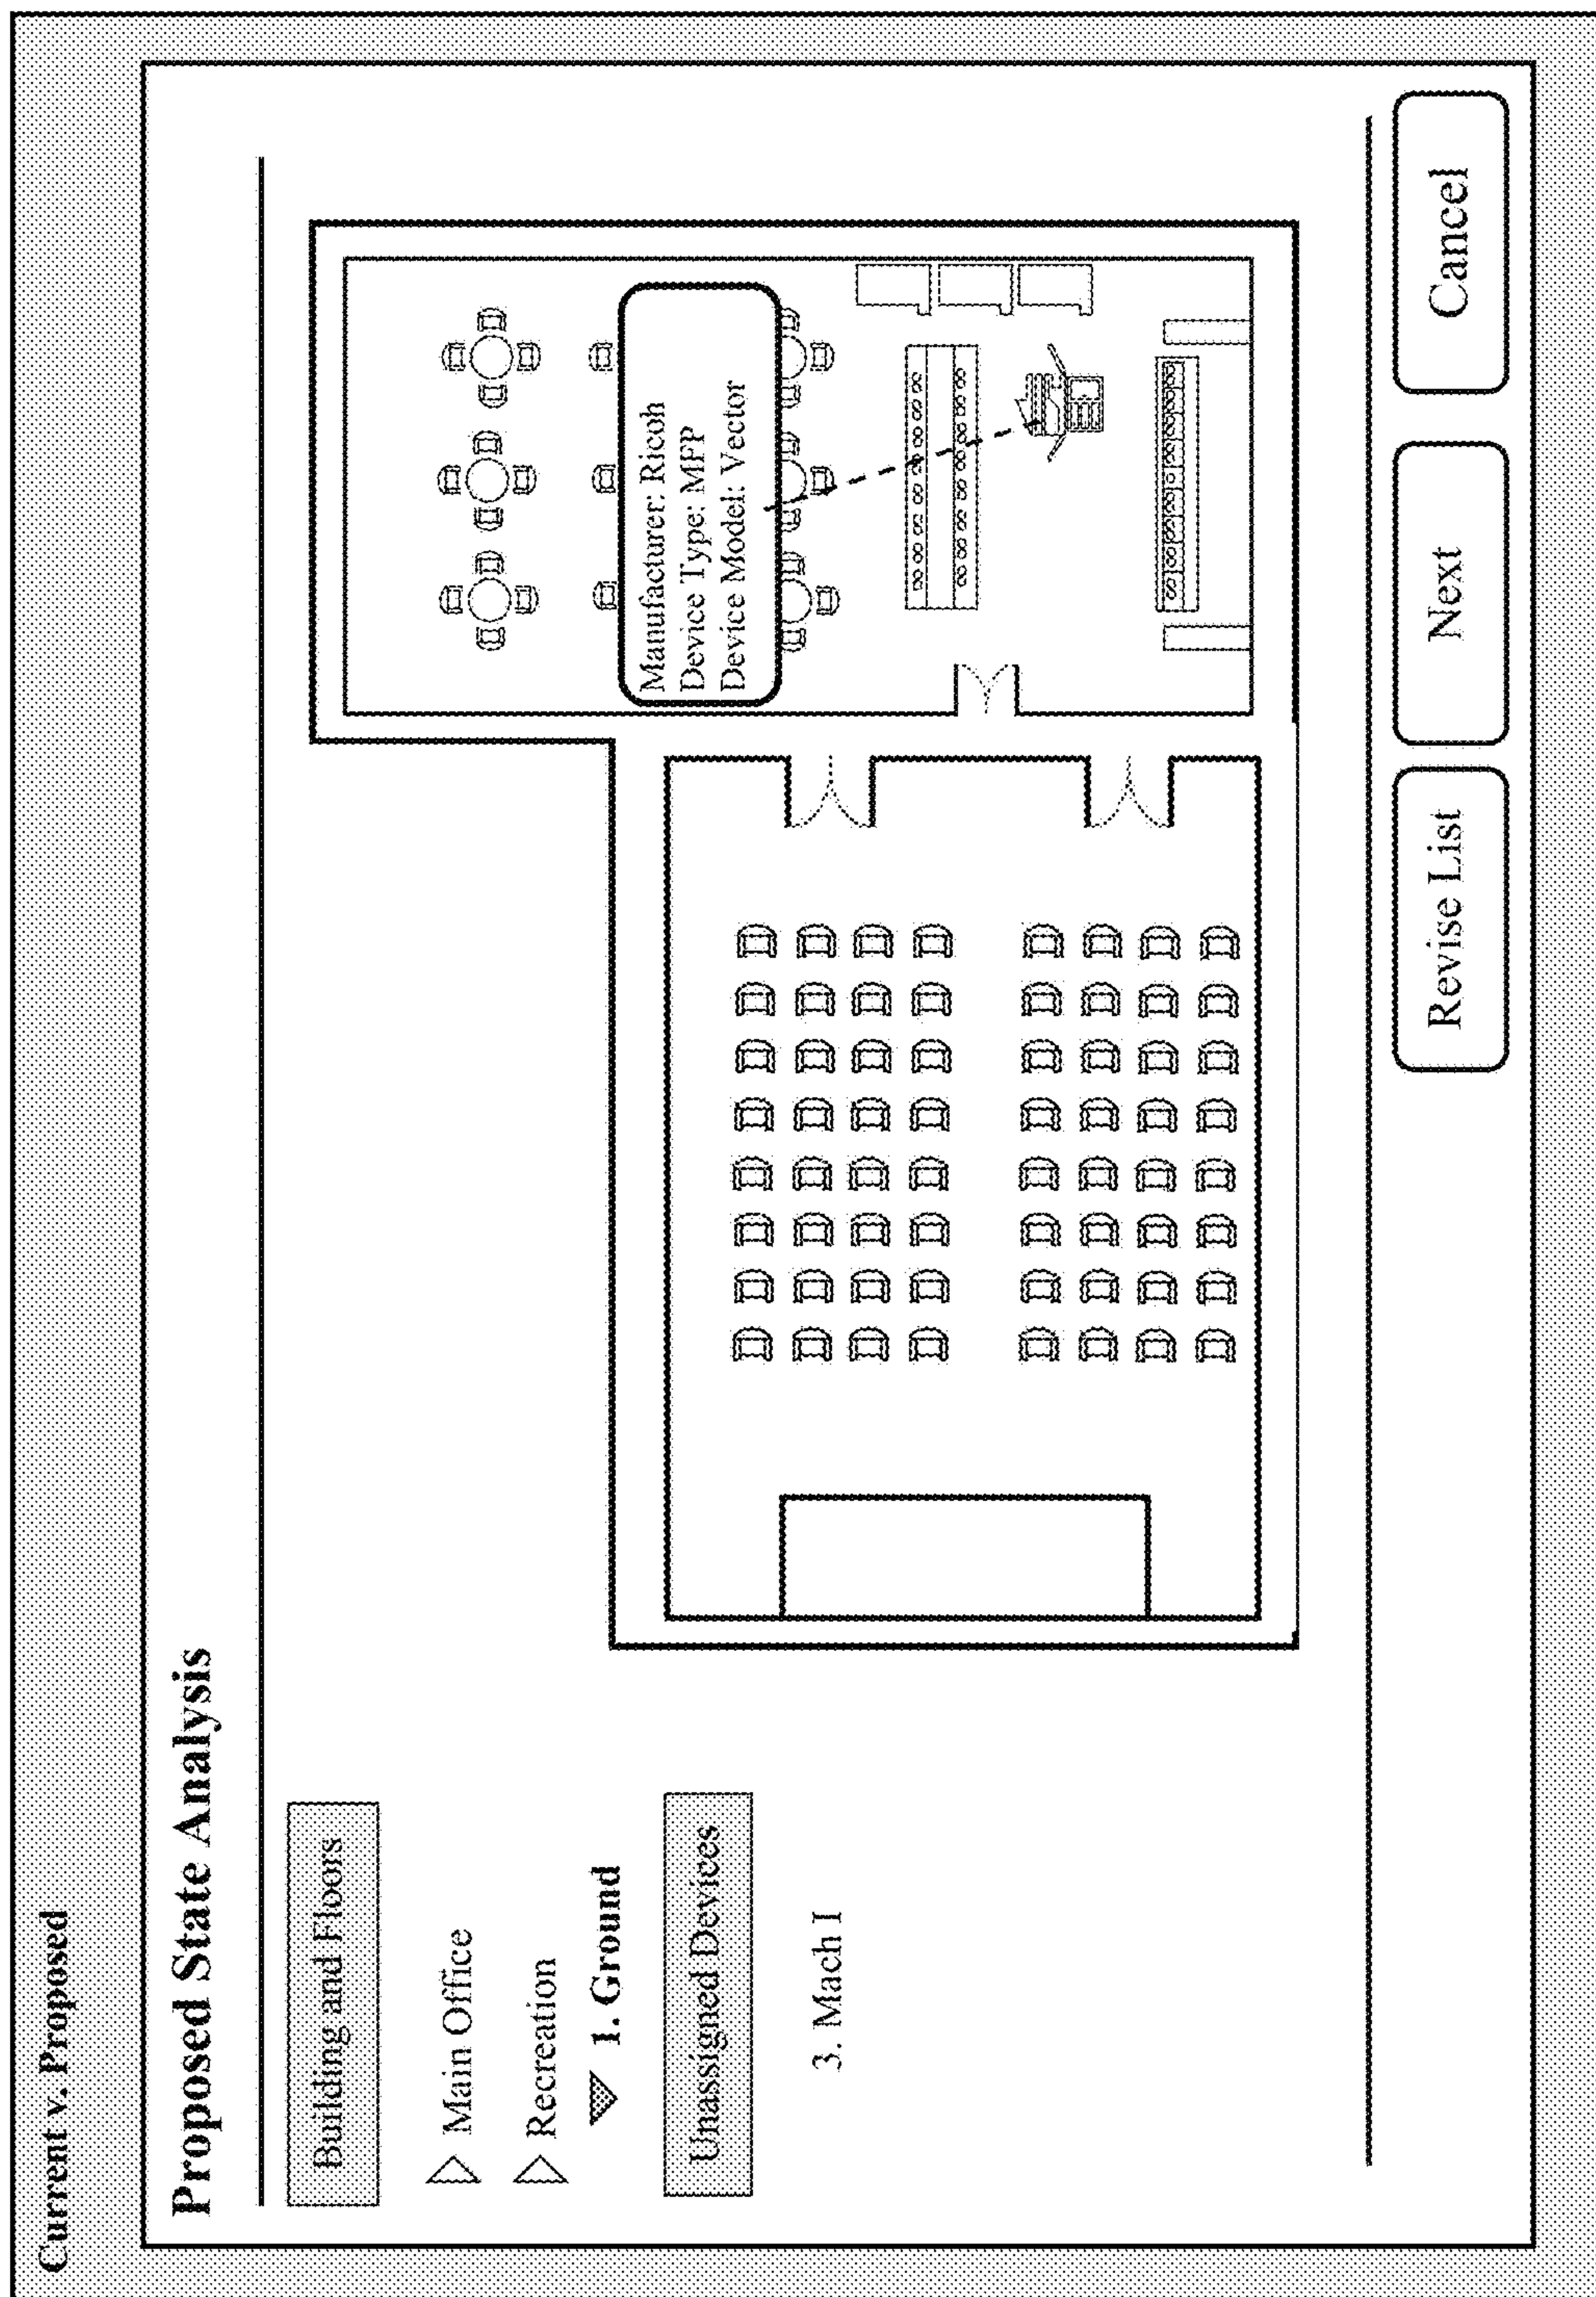 Current v. Proposed
Proposed State Analysis
Building and Floors
Main Office
Recreation
1. Ground
Unassigned Devices
3. Mach I
Manufacturer: Ricoh
Device Type: MFP
Device Model: Vector
Revise List
Next
Cancel